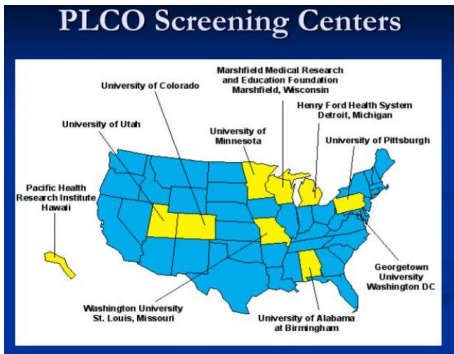 PLCO Screening Centers
Marshfield Medical Research
and Education Foundation
Marshfield, Wisconsin
University of Colorado
Henry Ford Health System
Detroit, Michigan
University of Utah
University of
Minnesota
University of Pittsburgh
Pacific Health
Research Institute
Hawaii
Georgetown
University
Washington DC
Washington University
St. Louis, Missouri
University of Alabama
at Birmingham